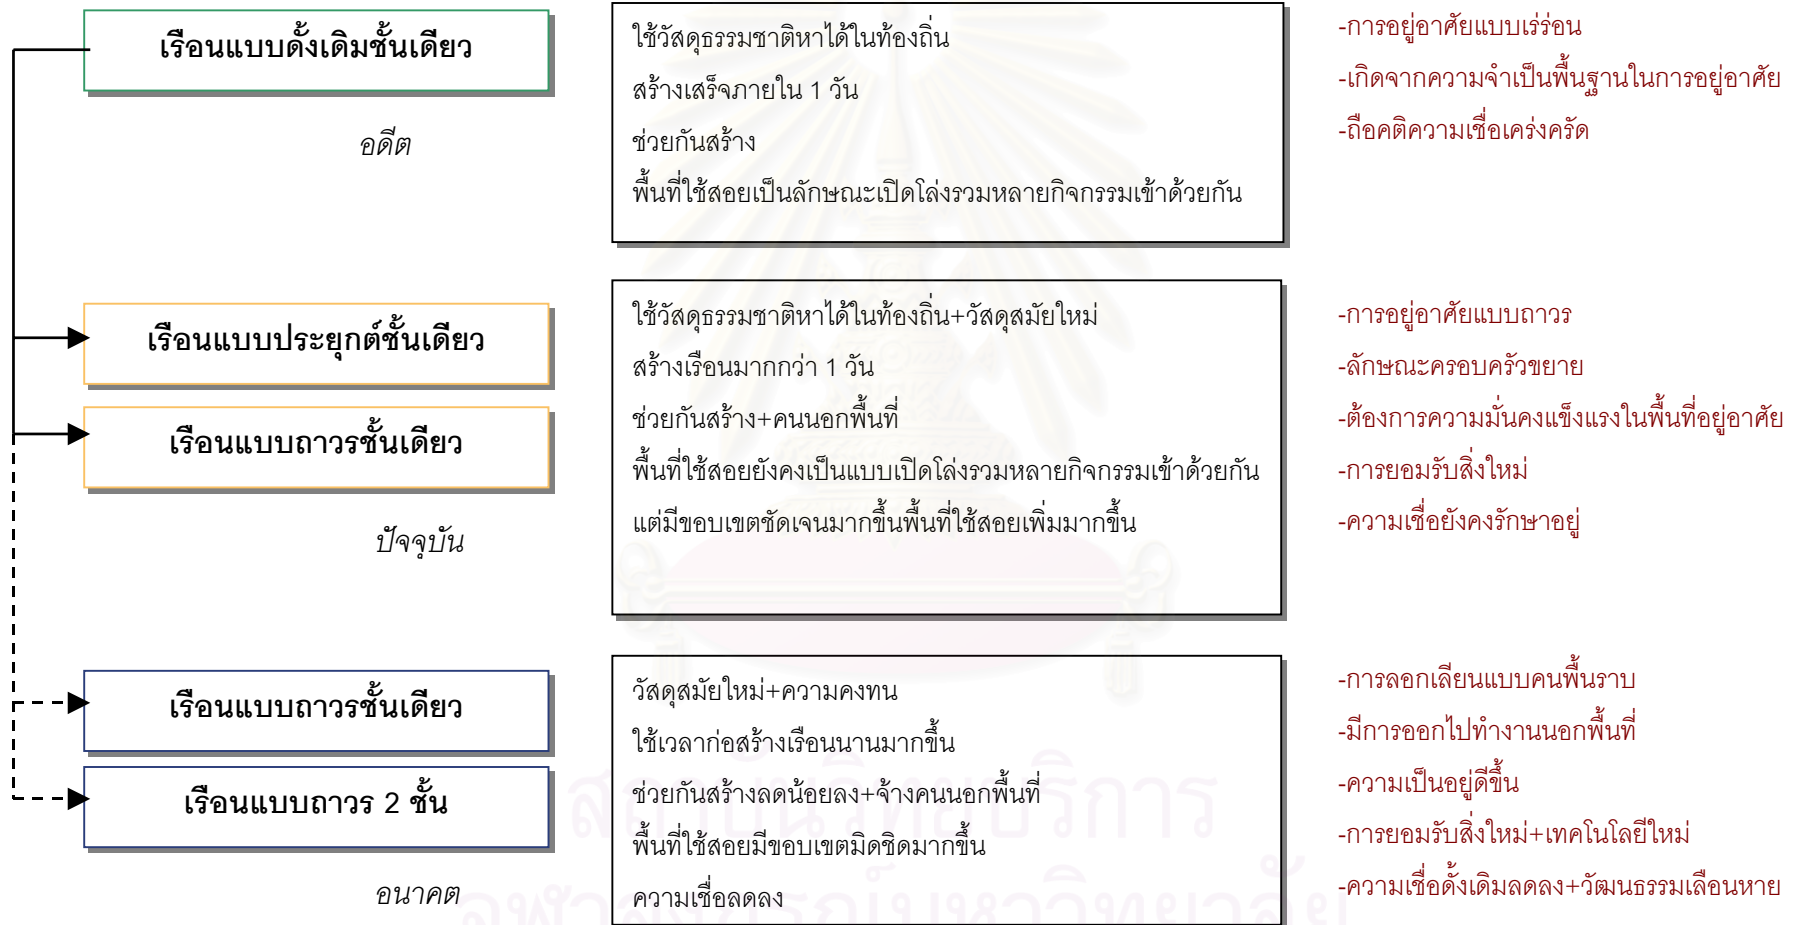 เรือนแบบดั้งเดิมชั้นเดียว
อดีต
ใช้วัสดุธรรมชาติหาได้ในท้องถิ่น
สร้างเสร็จภายใน 1 วัน
ช่วยกันสร้าง
พื้นที่ใช้สอยเป็นลักษณะเปิดโล่งรวมหลายกิจกรรมเข้าด้วยกัน
-การอยู่อาศัยแบบเร่ร่อน
-เกิดจากความจำเป็นพื้นฐานในการอยู่อาศัย
-ถือคติความเชื่อเคร่งครัด
เรือนแบบประยุกต์ชั้นเดียว
เรือนแบบถาวรชั้นเดียว
ปัจจุบัน
ใช้วัสดุธรรมชาติหาได้ในท้องถิ่น+วัสดุสมัยใหม่
สร้างเรือนมากกว่า 1 วัน
ช่วยกันสร้าง+คนนอกพื้นที่
พื้นที่ใช้สอยยังคงเป็นแบบเปิดโล่งรวมหลายกิจกรรมเข้าด้วยกัน
แต่มีขอบเขตชัดเจนมากขึ้นพื้นที่ใช้สอยเพิ่มมากขึ้น
-การอยู่อาศัยแบบถาวร
-ลักษณะครอบครัวขยาย
-ต้องการความมั่นคงแข็งแรงในพื้นที่อยู่อาศัย
-การยอมรับสิ่งใหม่
-ความเชื่อยังคงรักษาอยู่
เรือนแบบถาวรชั้นเดียว
เรือนแบบถาวร 2 ชั้น
อนาคต
วัสดุสมัยใหม่+ความคงทน
ใช้เวลาก่อสร้างเรือนนานมากขึ้น
ช่วยกันสร้างลดน้อยลง+จ้างคนนอกพื้นที่
พื้นที่ใช้สอยมีขอบเขตมิดชิดมากขึ้น
ความเชื่อลดลง
-การลอกเลียนแบบคนพื้นราบ
-มีการออกไปทำงานนอกพื้นที่
-ความเป็นอยู่ดีขึ้น
-การยอมรับสิ่งใหม่+เทคโนโลยีใหม่
-ความเชื่อดั้งเดิมลดลง+วัฒนธรรมเลือนหาย
สถาบันวิทยบริการ
จุฬาลงกรณ์มหาวิทยาลัย